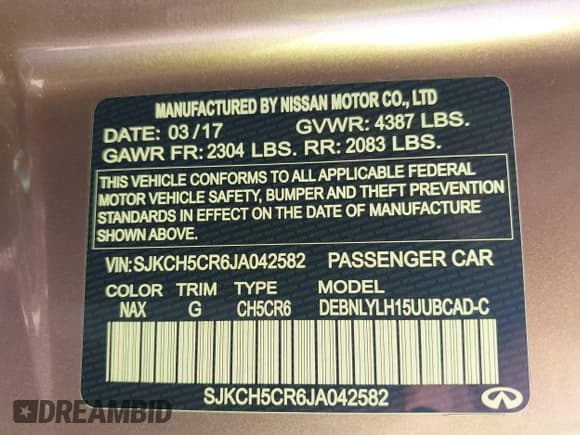 MANUFACTURED BY NISSAN MOTOR CO., LTD
DATE: 03 / 17 GVWR: 4387 LBS.
GAWR FR: 2304 LBS. RR: 2083 LBS.
THIS VEHICLE CONFORMS TO ALL APPLICABLE FEDERAL
MOTOR VEHICLE SAFETY, BUMPER AND THEFT PREVENTION
STANDARDS IN EFFECT ON THE DATE OF MANUFACTURE
SHOWN ABOVE.
VIN: SJKCH5CR6JA042582 PASSENGER CAR
COLOR TRIM TYPE MODEL
NAX G CH5CR6 DEBNLYLH15UUBCAD-C
SJKCH5CR6JA042582
DREAMBID